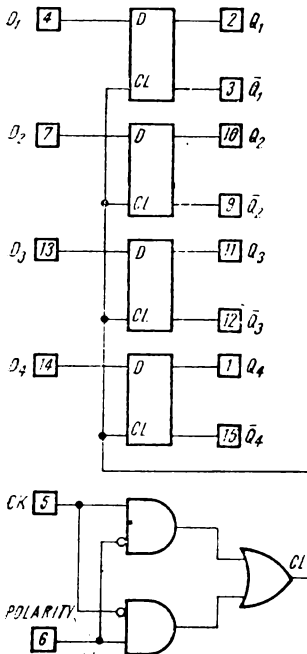 D1 4 D 2 Q1
CL 3 Q̄1
D2 7 10 Q2
9 Q̄2
D3 13 D 11 Q3
CL 12 Q̄3
D4 14 D 1 Q4
CL 15 Q̄4
CK 5
CL
POLARITY
6